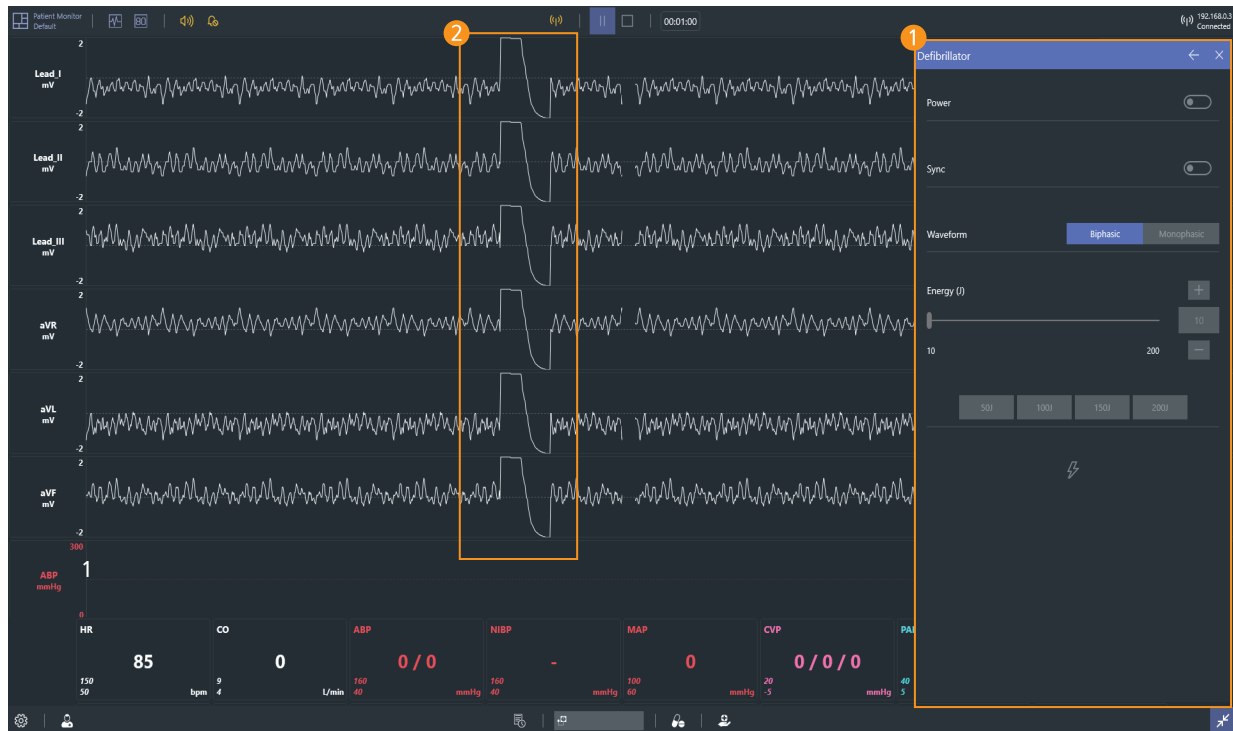 Patient Monitor
Default
80
00:01:00
192.168.0.3
Connected
2
1
Defibrillator
Power
Sync
Waveform
Biphasic
Monophasic
Energy (J)
10
10
200
50J
100J
150J
200J
2
Lead_I
mV
-2
2
Lead_II
mV
-2
2
Lead_III
mV
-2
2
aVR
mV
-2
2
aVL
mV
-2
2
aVF
mV
-2
300
ABP
mmHg
1
0
HR
85
150
50
bpm
CO
0
9
4
L/min
ABP
0 / 0
160
40
mmHg
NIBP
-
160
40
mmHg
MAP
0
100
60
mmHg
CVP
0 / 0 / 0
20
-5
mmHg
40
5